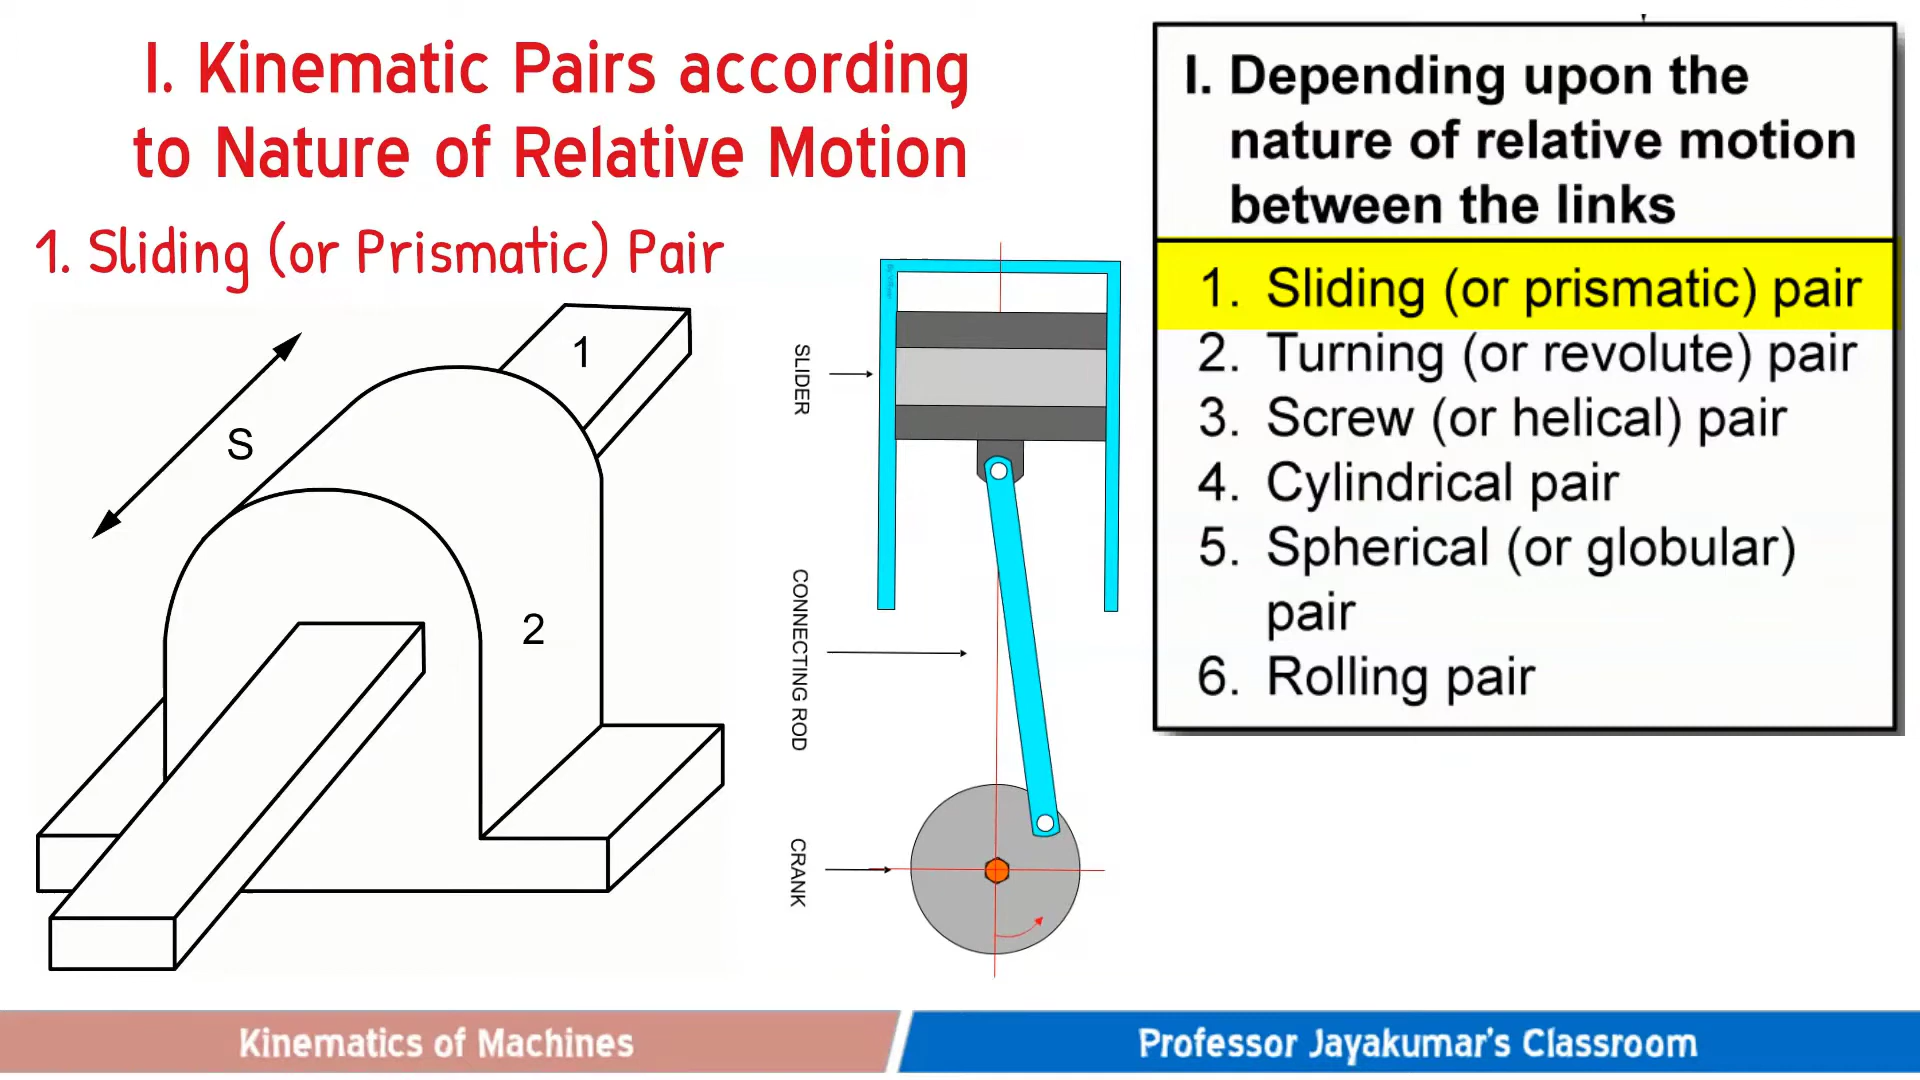 I. Kinematic Pairs according
to Nature of Relative Motion
1. Sliding (or Prismatic) Pair
1
S
2
SLIDER
CONNECTING ROD
CRANK
I. Depending upon the
nature of relative motion
between the links
1. Sliding (or prismatic) pair
2. Turning (or revolute) pair
3. Screw (or helical) pair
4. Cylindrical pair
5. Spherical (or globular)
pair
6. Rolling pair
Kinematics of Machines
Professor Jayakumar's Classroom